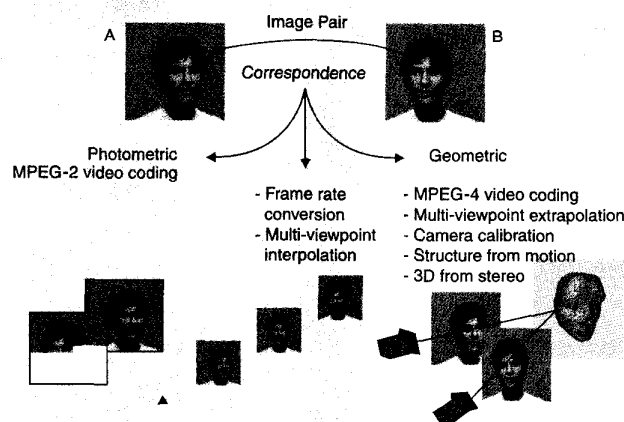 Image Pair
A
B
Correspondence
Photometric
MPEG-2 video coding
Geometric
- Frame rate
conversion
- Multi-viewpoint
interpolation
- MPEG-4 video coding
- Multi-viewpoint extrapolation
- Camera calibration
- Structure from motion
- 3D from stereo